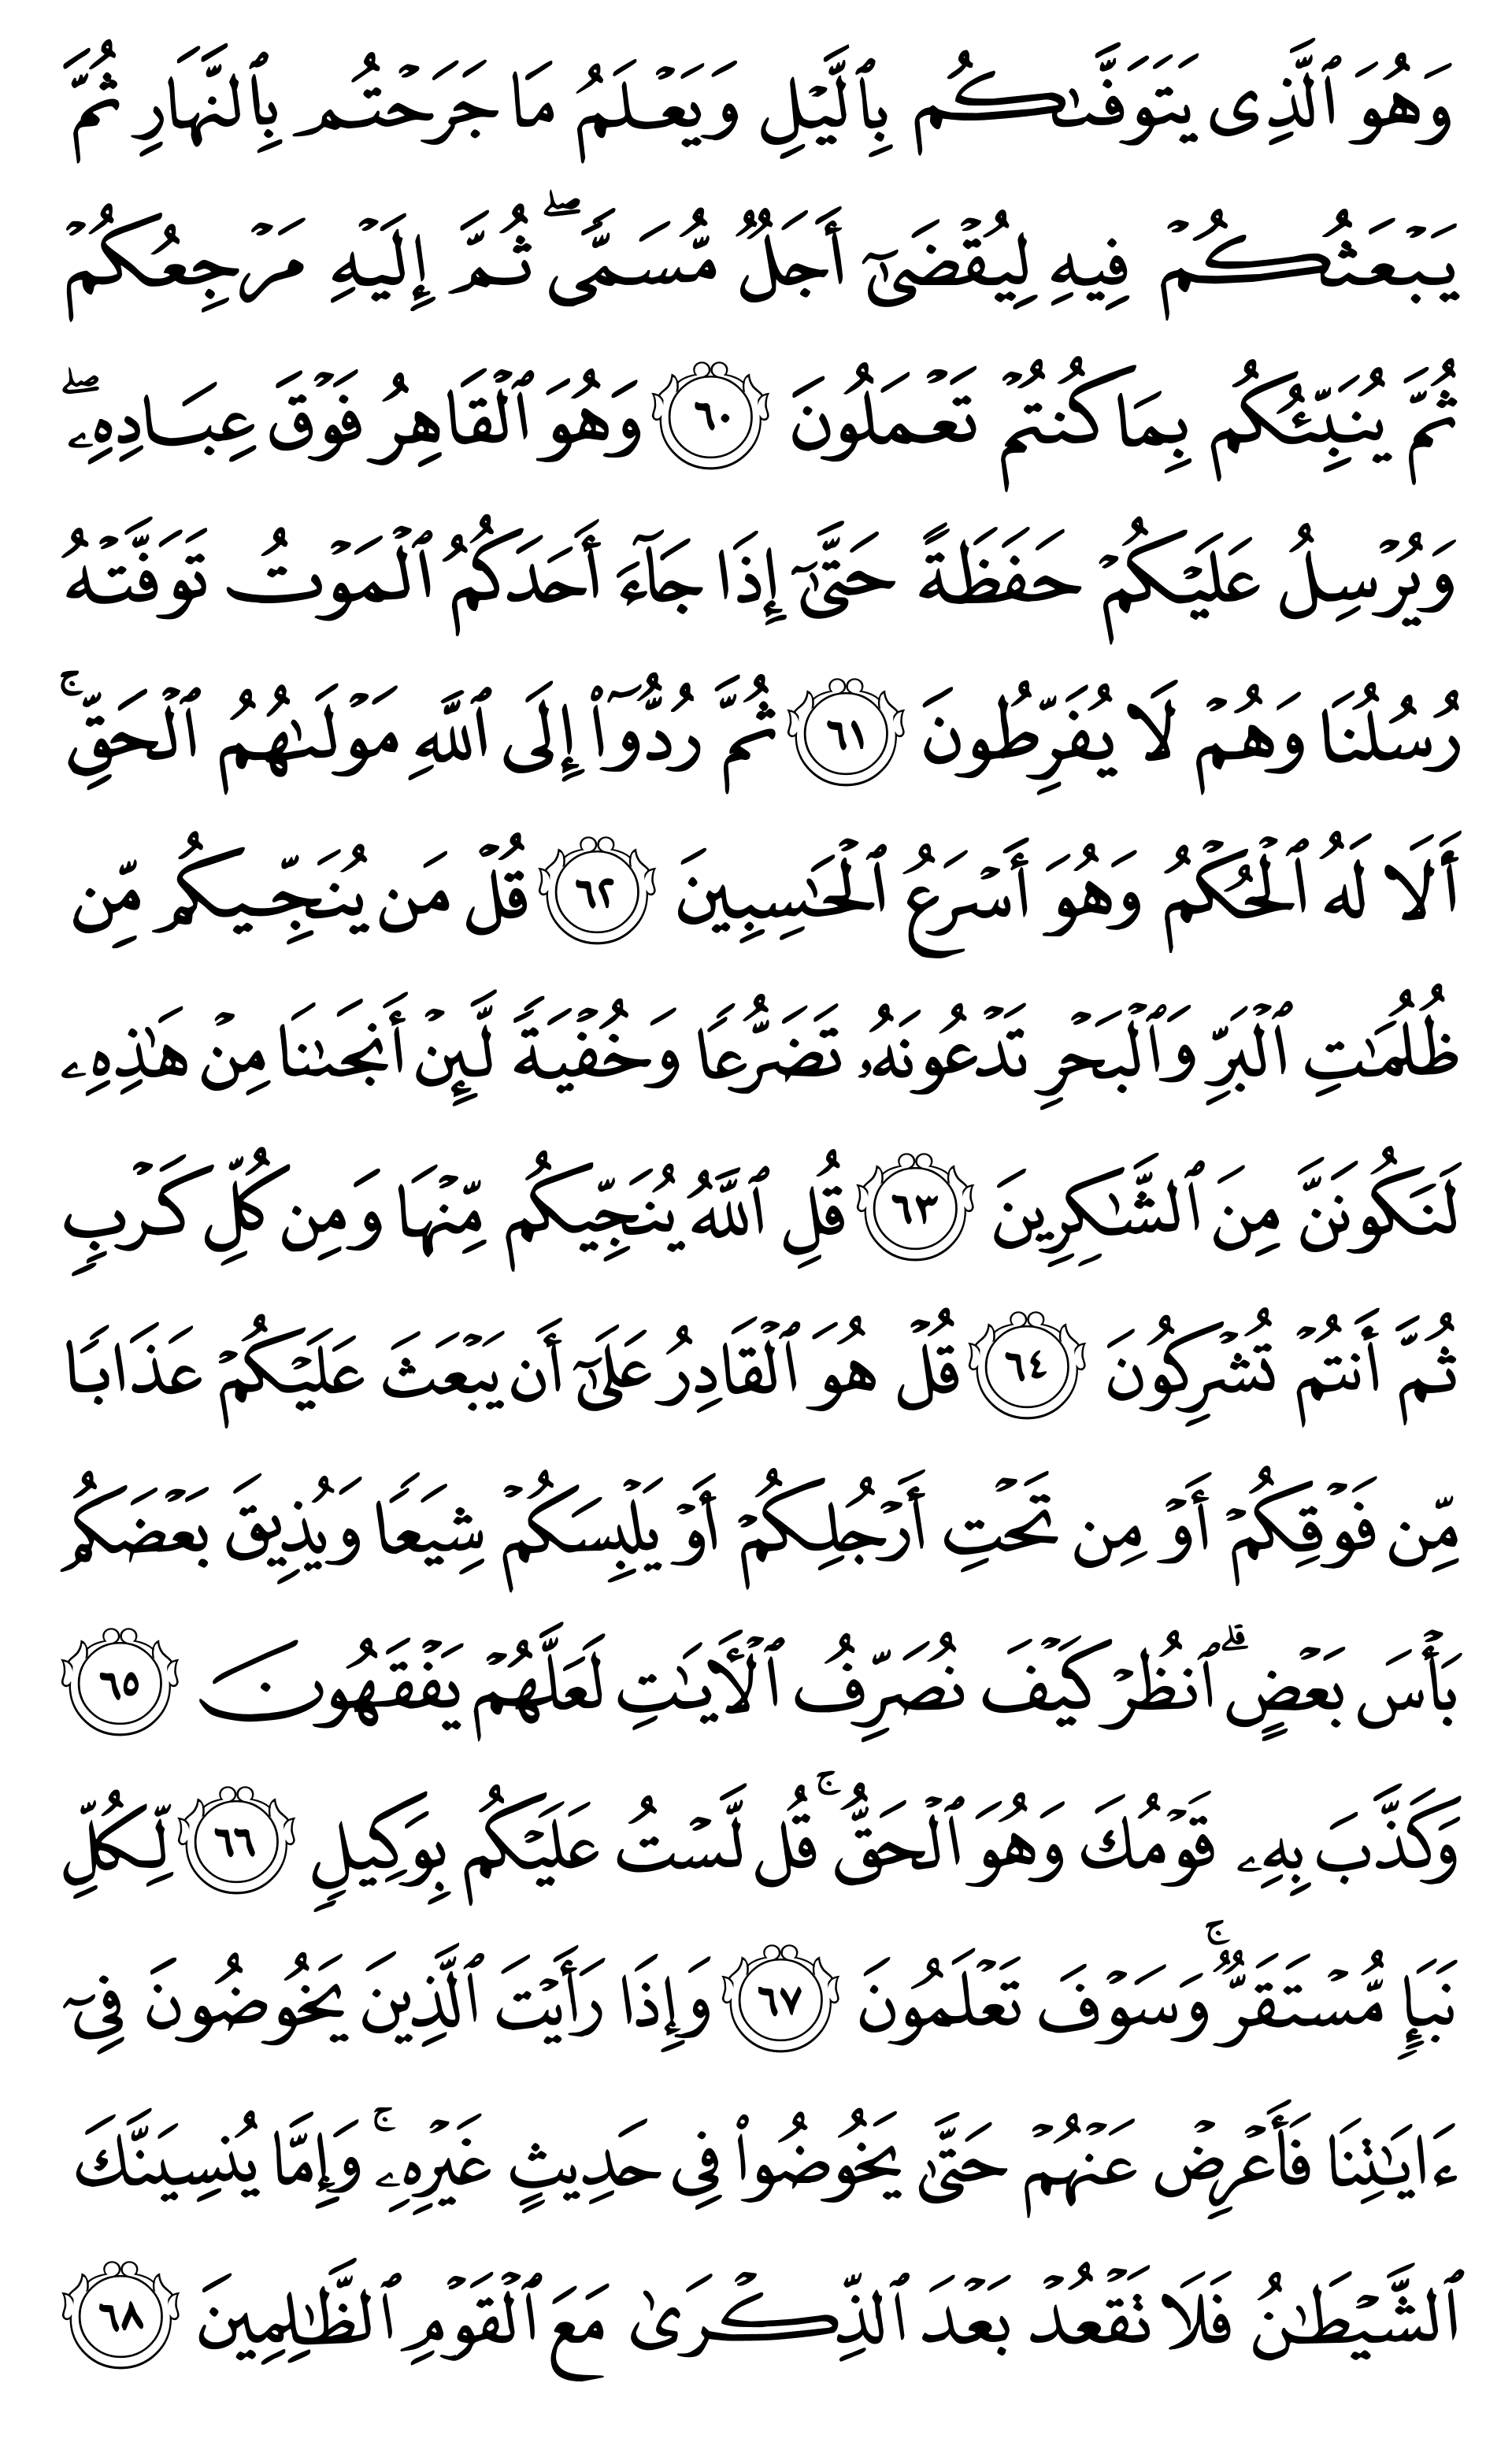 وَهُوَ ٱلَّذِى يَتَوَفَّىٰكُم بِٱلَّيۡلِ وَيَعۡلَمُ مَا جَرَحۡتُم بِٱلنَّهَارِ ثُمَّ
يَبۡعَثُكُمۡ فِيهِ لِيُقۡضَىٰٓ أَجَلٌ مُّسَمًّىۖ ثُمَّ إِلَيۡهِ مَرۡجِعُكُمۡ
ثُمَّ يُنَبِّئُكُم بِمَا كُنتُمۡ تَعۡمَلُونَ ٦٠ وَهُوَ ٱلۡقَاهِرُ فَوۡقَ عِبَادِهِۦۖ
وَيُرۡسِلُ عَلَيۡكُمۡ حَفَظَةً حَتَّىٰٓ إِذَا جَآءَ أَحَدَكُمُ ٱلۡمَوۡتُ تَوَفَّتۡهُ
رُسُلُنَا وَهُمۡ لَا يُفَرِّطُونَ ٦١ ثُمَّ رُدُّوٓاْ إِلَى ٱللَّهِ مَوۡلَىٰهُمُ ٱلۡحَقِّۚ
أَلَا لَهُ ٱلۡحُكۡمُ وَهُوَ أَسۡرَعُ ٱلۡحَٰسِبِينَ ٦٢ قُلۡ مَن يُنَجِّيكُم مِّن
ظُلُمَٰتِ ٱلۡبَرِّ وَٱلۡبَحۡرِ تَدۡعُونَهُۥ تَضَرُّعًا وَخُفۡيَةً لَّئِنۡ أَنجَىٰنَا مِنۡ هَٰذِهِۦ
لَنَكُونَنَّ مِنَ ٱلشَّٰكِرِينَ ٦٣ قُلِ ٱللَّهُ يُنَجِّيكُم مِّنۡهَا وَمِن كُلِّ كَرۡبٍ
ثُمَّ أَنتُمۡ تُشۡرِكُونَ ٦٤ قُلۡ هُوَ ٱلۡقَادِرُ عَلَىٰٓ أَن يَبۡعَثَ عَلَيۡكُمۡ عَذَابًا
مِّن فَوۡقِكُمۡ أَوۡ مِن تَحۡتِ أَرۡجُلِكُمۡ أَوۡ يَلۡبِسَكُمۡ شِيَعًا وَيُذِيقَ بَعۡضَكُم
بَأۡسَ بَعۡضٍۗ ٱنظُرۡ كَيۡفَ نُصَرِّفُ ٱلۡأٓيَٰتِ لَعَلَّهُمۡ يَفۡقَهُونَ ٦٥
وَكَذَّبَ بِهِۦ قَوۡمُكَ وَهُوَ ٱلۡحَقُّۚ قُل لَّسۡتُ عَلَيۡكُم بِوَكِيلٍ ٦٦ لِّكُلِّ
نَبَإٍ مُّسۡتَقَرٌّۚ وَسَوۡفَ تَعۡلَمُونَ ٦٧ وَإِذَا رَأَيۡتَ ٱلَّذِينَ يَخُوضُونَ فِىٓ
ءَايَٰتِنَا فَأَعۡرِضۡ عَنۡهُمۡ حَتَّىٰ يَخُوضُواْ فِى حَدِيثٍ غَيۡرِهِۦۚ وَإِمَّا يُنسِيَنَّكَ
ٱلشَّيۡطَٰنُ فَلَا تَقۡعُدۡ بَعۡدَ ٱلذِّكۡرَىٰ مَعَ ٱلۡقَوۡمِ ٱلظَّٰلِمِينَ ٦٨